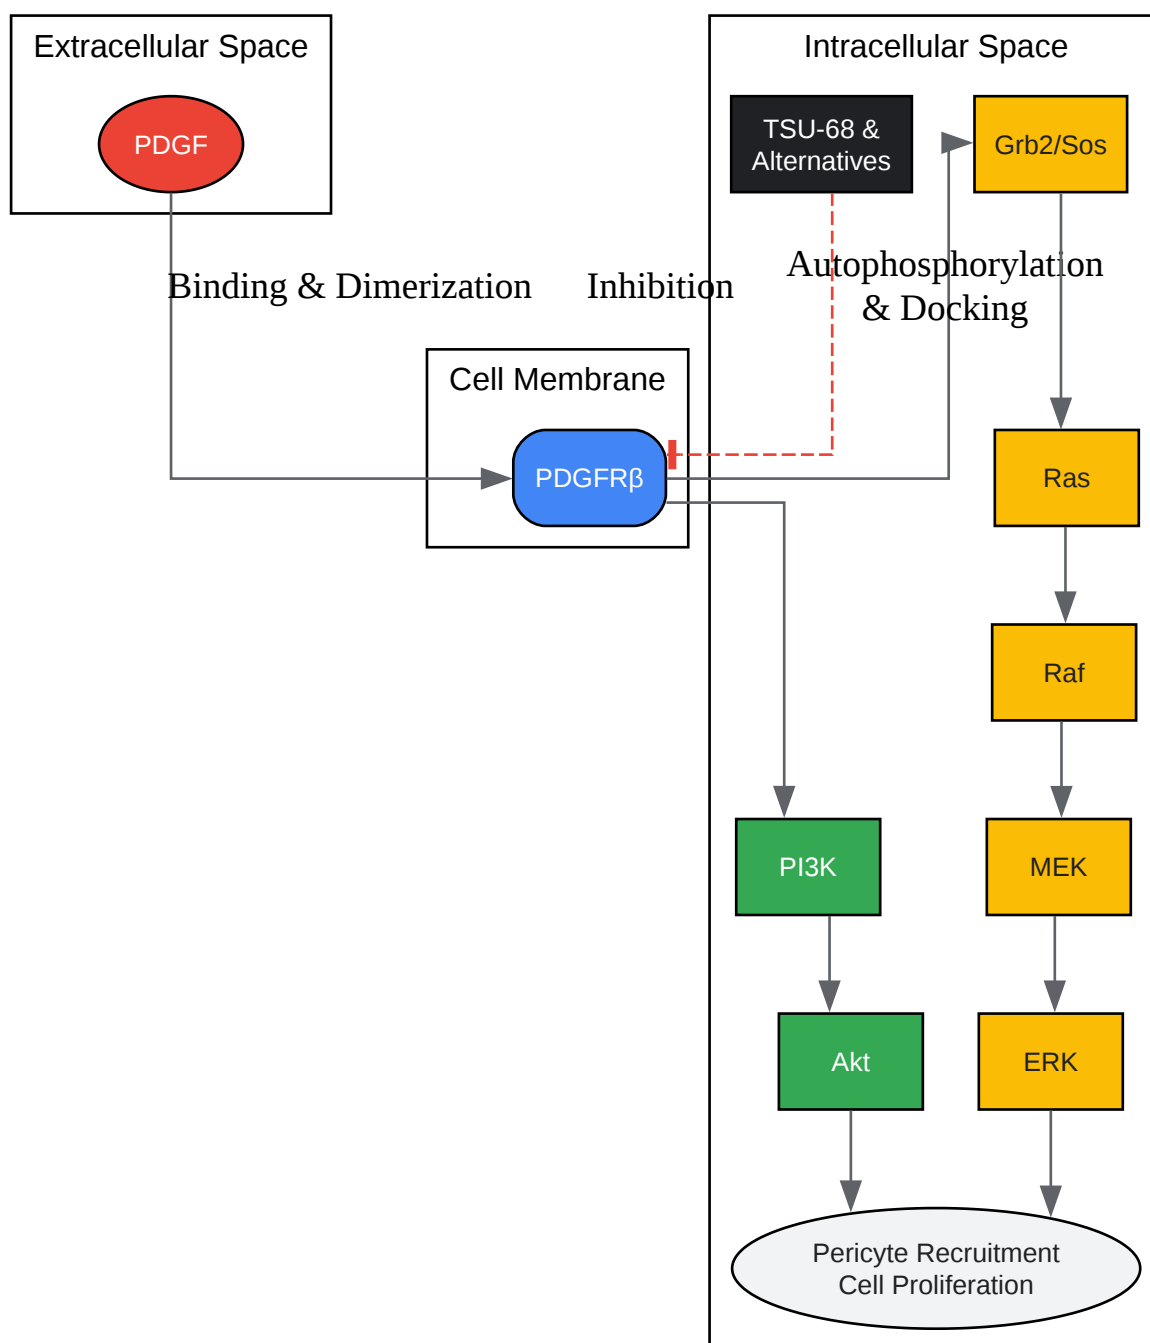 Extracellular Space
Intracellular Space
PDGF
TSU-68 &
Alternatives
Grb2/Sos
Binding & Dimerization
Inhibition
Autophosphorylation
& Docking
Cell Membrane
PDGFRβ
Ras
Raf
PI3K
MEK
Akt
ERK
Pericyte Recruitment
Cell Proliferation